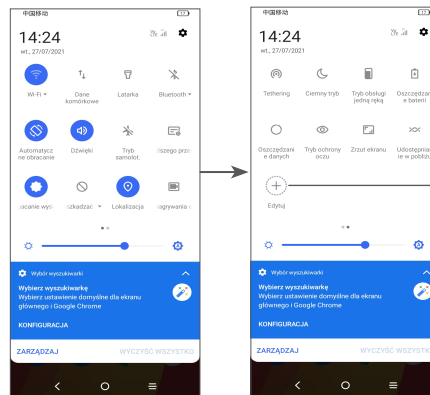 中国移动
14:24
wt., 27/07/2021
Wi-Fi
Dane
komórkowe
Latarka
Bluetooth
Automatycz
ne obracanie
Dźwięki
Tryb
samolot.
Lokalizacja
Wybór wyszukiwarki
Wybierz wyszukiwarkę
Wybierz ustawienie domyślne dla ekranu
głównego i Google Chrome
KONFIGURACJA
ZARZĄDZAJ
WYCZYŚĆ WSZYSTKO
中国移动
14:24
wt., 27/07/2021
Tethering
Ciemny tryb
Tryb obsługi
jedną ręką
Oszczędzan
e baterii
Oszczędzani
e danych
Tryb ochrony
oczu
Zrzut ekranu
Udostępnia
ie w pobliżu
Edytuj
Wybór wyszukiwarki
Wybierz wyszukiwarkę
Wybierz ustawienie domyślne dla ekranu
głównego i Google Chrome
KONFIGURACJA
ZARZĄDZAJ
WYCZYŚĆ WSZYSTKO